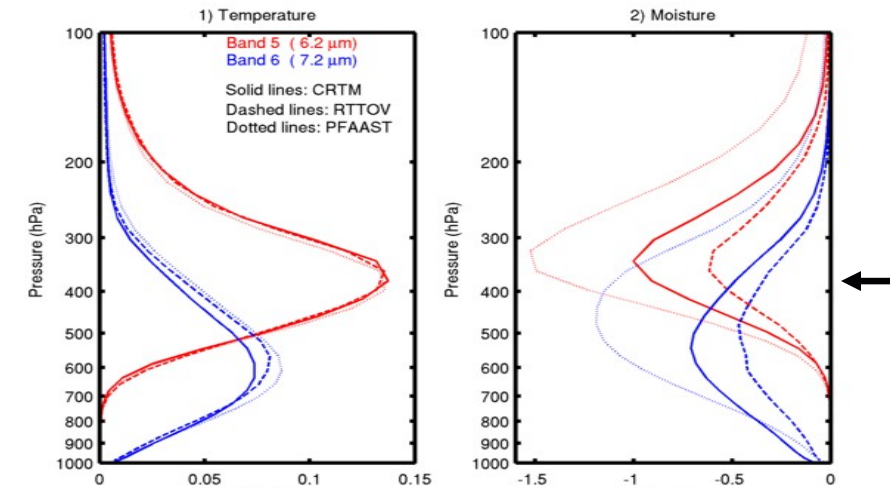 1) Temperature
Band 5 ( 6.2 μm)
Band 6 ( 7.2 μm)
Solid lines: CRTM
Dashed lines: RTTOV
Dotted lines: PFAAST
Pressure (hPa)
100
200
300
400
500
600
700
800
900
1000
0 0.05 0.1 0.15
2) Moisture
Pressure (hPa)
100
200
300
400
500
600
700
800
900
1000
-1.5 -1 -0.5 0